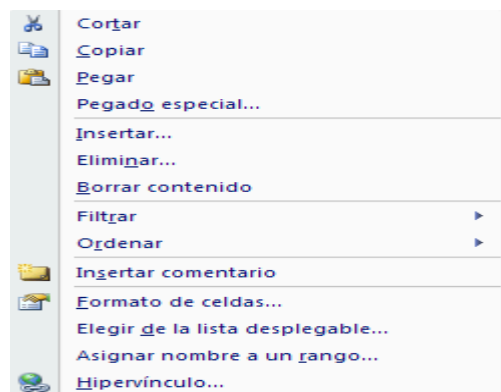 Cortar
Copiar
Pegar
Pegado especial...
Insertar...
Eliminar...
Borrar contenido
Filtrar
Ordenar
Insertar comentario
Formato de celdas...
Elegir de la lista desplegable...
Asignar nombre a un rango...
Hipervínculo...